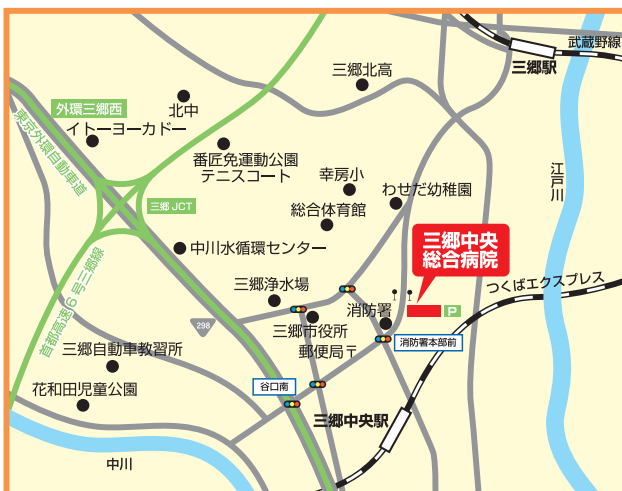 武蔵野線
三郷駅
三郷北高
外環三郷西
北中
イトーヨーカドー
東京外環自動車道
番匠免運動公園
テニスコート
幸房小
わせだ幼稚園
江戸川
三郷JCT
総合体育館
三郷中央
総合病院
中川水循環センター
つくばエクスプレス
首都高速6号三郷線
三郷浄水場
P
298
三郷市役所
消防署
郵便局〒
消防署本部前
三郷自動車教習所
谷口南
花和田児童公園
三郷中央駅
中川